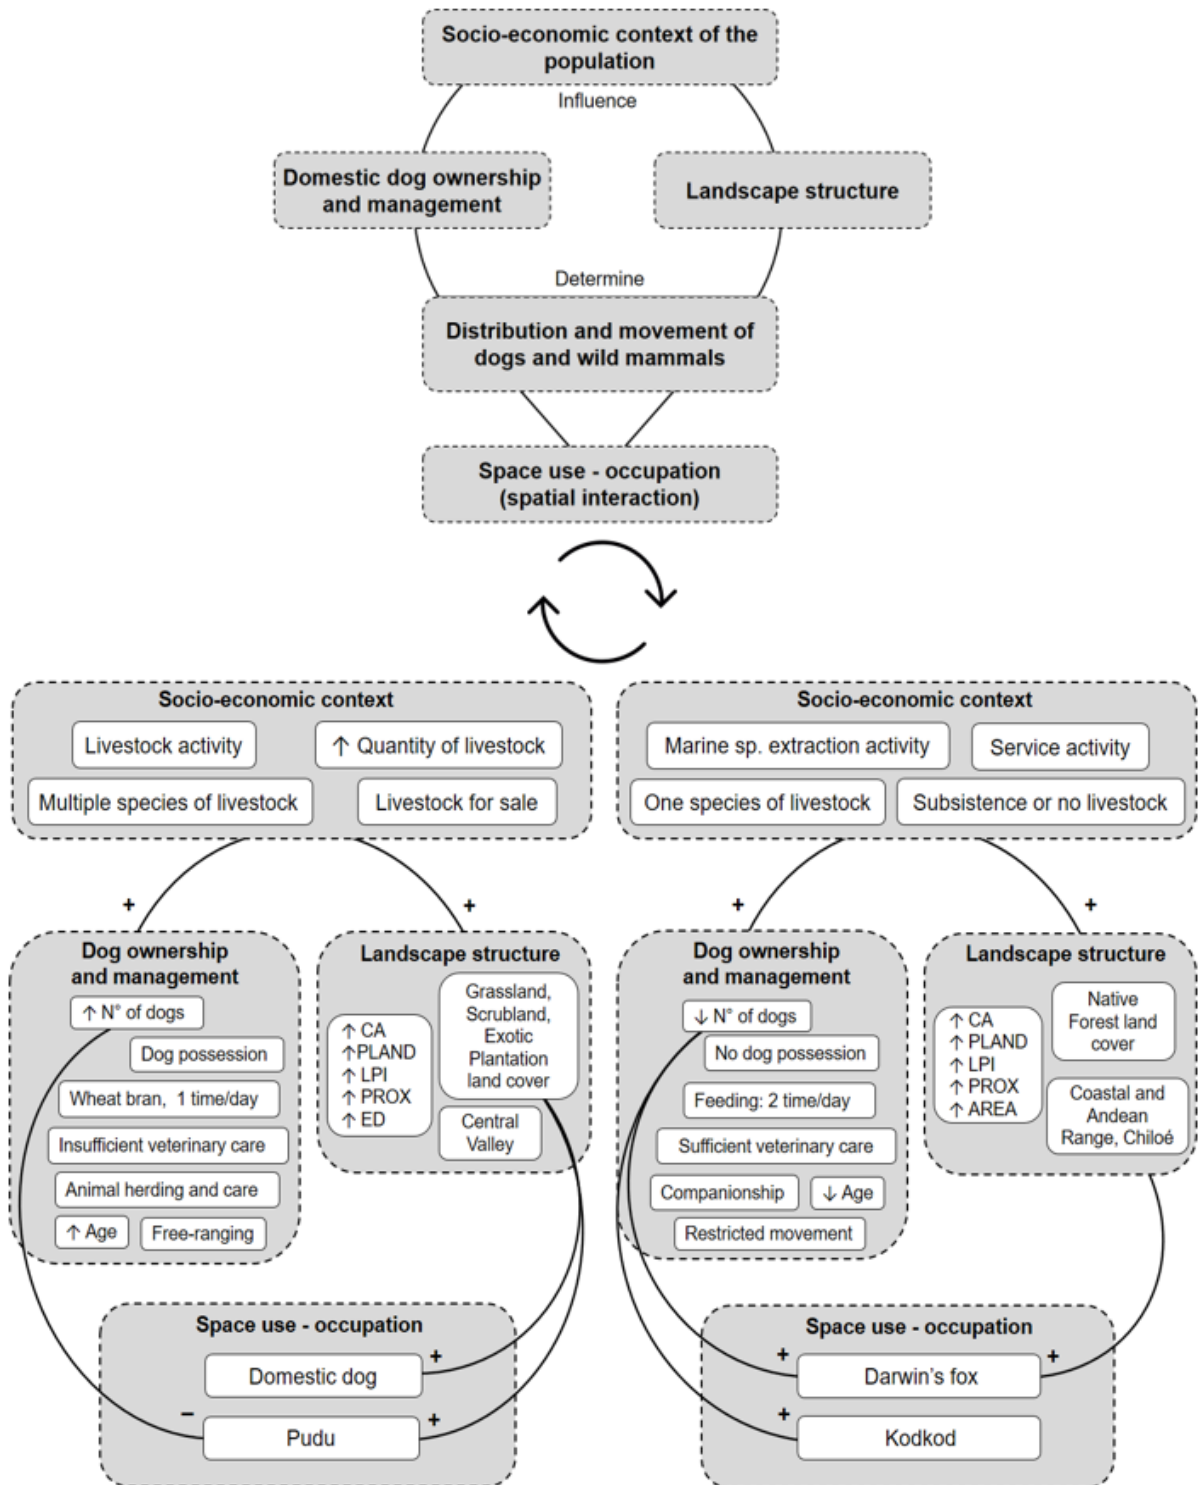 Socio-economic context of the
population
Influence
Domestic dog ownership
and management
Landscape structure
Determine
Distribution and movement of
dogs and wild mammals
Space use - occupation
(spatial interaction)
Socio-economic context
Livestock activity
↑ Quantity of livestock
Multiple species of livestock
Livestock for sale
Socio-economic context
Marine sp. extraction activity
Service activity
One species of livestock
Subsistence or no livestock
+
+
+
+
Dog ownership
and management
↑ N° of dogs
Dog possession
Wheat bran, 1 time/day
Insufficient veterinary care
Animal herding and care
↑ Age
Free-ranging
Landscape structure
↑ CA
↑PLAND
↑ LPI
↑ PROX
↑ ED
Grassland,
Scrubland,
Exotic
Plantation
land cover
Central
Valley
Dog ownership
and management
↓ N° of dogs
No dog possession
Feeding: 2 time/day
Sufficient veterinary care
Companionship
↓ Age
Restricted movement
Landscape structure
↑ CA
↑ PLAND
↑ LPI
↑ PROX
↑ AREA
Native
Forest land
cover
Coastal and
Andean
Range, Chiloé
Space use - occupation
Domestic dog
+
−
Pudu
+
Space use - occupation
+
Darwin's fox
+
+
Kodkod